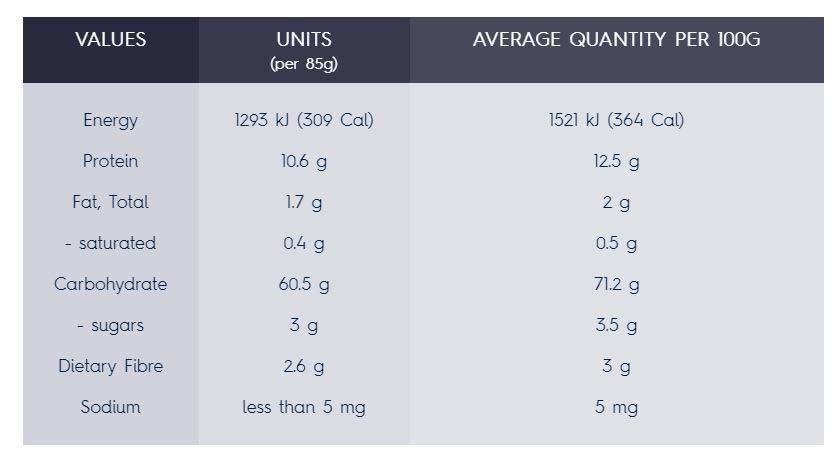 VALUES UNITS AVERAGE QUANTITY PER 100G
(per 85g)
Energy 1293 kJ (309 Cal) 1521 kJ (364 Cal)
Protein 10.6 g 12.5 g
Fat, Total 1.7 g 2 g
- saturated 0.4 g 0.5 g
Carbohydrate 60.5 g 71.2 g
- sugars 3 g 3.5 g
Dietary Fibre 2.6 g 3 g
Sodium less than 5 mg 5 mg